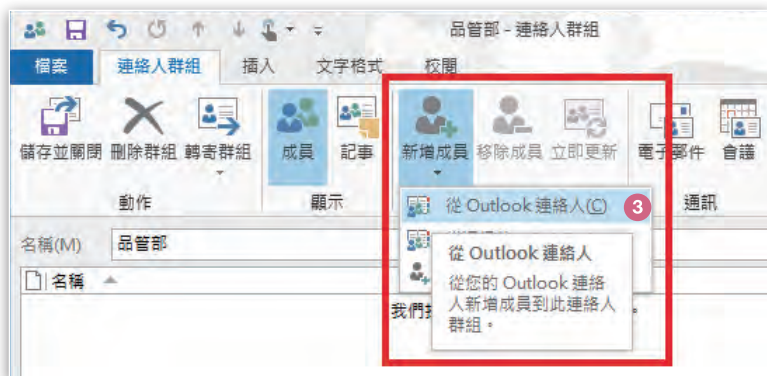 品管部 - 連絡人群組
檔案 連絡人群組 插入 文字格式 校閱
儲存並關閉 刪除群組 轉寄群組 成員 記事 新增成員 移除成員 立即更新 電子郵件 會議
動作 顯示 通訊
從 Outlook 連絡人(C) 3
名稱(M) 品管部
從 Outlook 連絡人
名稱
從您的 Outlook 連絡
人新增成員到此連絡人
群組。
我們